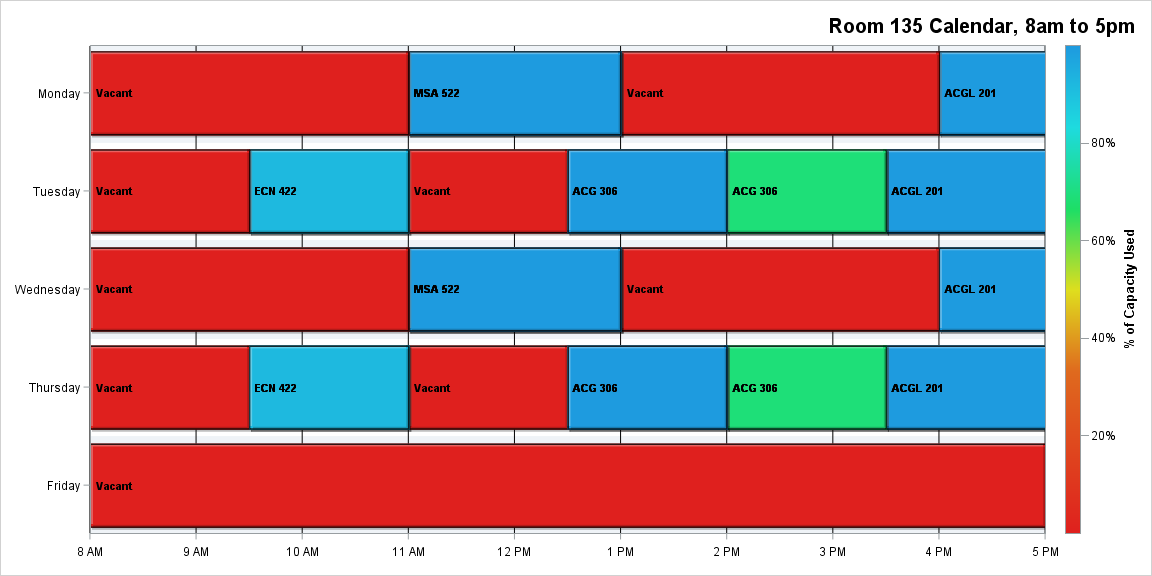 Room 135 Calendar, 8am to 5pm
Monday Vacant MSA 522 Vacant ACGL 201
80%
Tuesday Vacant ECN 422 Vacant ACG 306 ACG 306 ACGL 201
60%
Wednesday Vacant MSA 522 Vacant ACGL 201
% of Capacity Used
40%
Thursday Vacant ECN 422 Vacant ACG 306 ACG 306 ACGL 201
20%
Friday Vacant
8 AM 9 AM 10 AM 11 AM 12 PM 1 PM 2 PM 3 PM 4 PM 5 PM